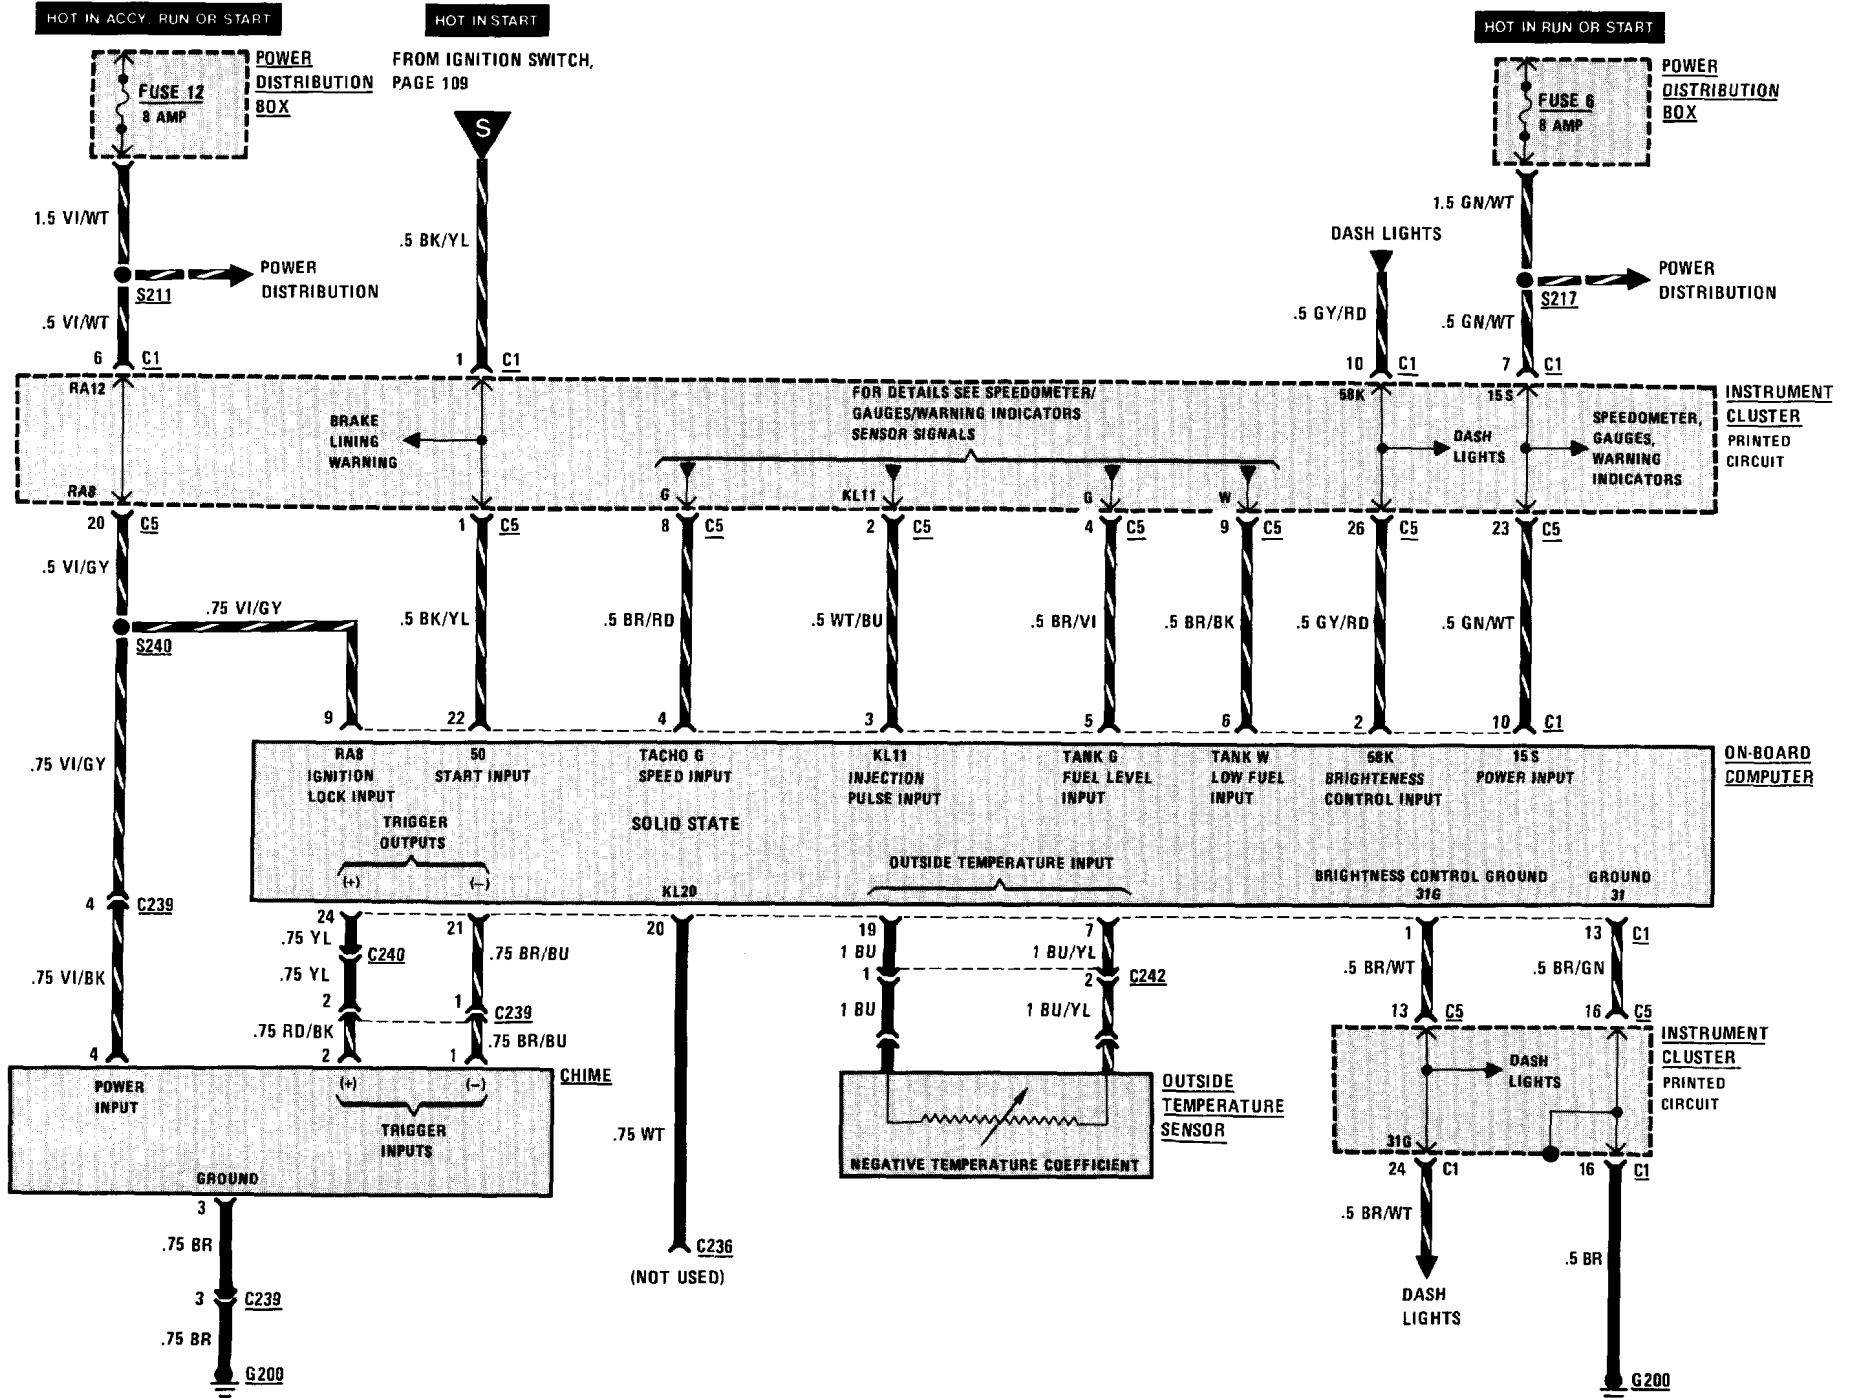 HOT IN ACCY, RUN OR START
HOT IN START
HOT IN RUN OR START
FUSE 12
8 AMP
POWER
DISTRIBUTION
BOX
FROM IGNITION SWITCH,
PAGE 109
S
FUSE 6
8 AMP
POWER
DISTRIBUTION
BOX
1.5 VI/WT
.5 BK/YL
1.5 GN/WT
DASH LIGHTS
S211
POWER
DISTRIBUTION
S217
POWER
DISTRIBUTION
.5 VI/WT
.5 GY/RD
.5 GN/WT
6 C1
1 C1
10 C1
7 C1
RA12
BRAKE
LINING
WARNING
FOR DETAILS SEE SPEEDOMETER/
GAUGES/WARNING INDICATORS
SENSOR SIGNALS
58K
15 S
DASH
LIGHTS
SPEEDOMETER,
GAUGES,
WARNING
INDICATORS
INSTRUMENT
CLUSTER
PRINTED
CIRCUIT
RA8
G
KL11
G
W
20 C5
1 C5
8 C5
2 C5
4 C5
9 C5
26 C5
23 C5
.5 VI/GY
.75 VI/GY
S240
.5 BK/YL
.5 BR/RD
.5 WT/BU
.5 BR/VI
.5 BR/BK
.5 GY/RD
.5 GN/WT
9
22
4
3
5
6
2
10 C1
.75 VI/GY
RA8
IGNITION
LOCK INPUT
50
START INPUT
TACHO G
SPEED INPUT
KL11
INJECTION
PULSE INPUT
TANK G
FUEL LEVEL
INPUT
TANK W
LOW FUEL
INPUT
58K
BRIGHTENESS
CONTROL INPUT
15 S
POWER INPUT
ON-BOARD
COMPUTER
TRIGGER
OUTPUTS
SOLID STATE
(+)
(–)
KL20
OUTSIDE TEMPERATURE INPUT
BRIGHTNESS CONTROL GROUND
31G
GROUND
31
4 C239
24
21
20
19
7
1
13 C1
.75 YL
C240
.75 YL
.75 BR/BU
1 BU
1 BU/YL
1
2 C242
.5 BR/WT
.5 BR/GN
.75 VI/BK
2
1 C239
1 BU
1 BU/YL
13 C5
16 C5
.75 RD/BK
.75 BR/BU
4
2
1
CHIME
POWER
INPUT
(+)
(–)
TRIGGER
INPUTS
GROUND
.75 WT
OUTSIDE
TEMPERATURE
SENSOR
NEGATIVE TEMPERATURE COEFFICIENT
DASH
LIGHTS
INSTRUMENT
CLUSTER
PRINTED
CIRCUIT
31G
24 C1
16 C1
3
.75 BR
3 C239
.75 BR
G200
C236
(NOT USED)
.5 BR/WT
DASH
LIGHTS
.5 BR
G200